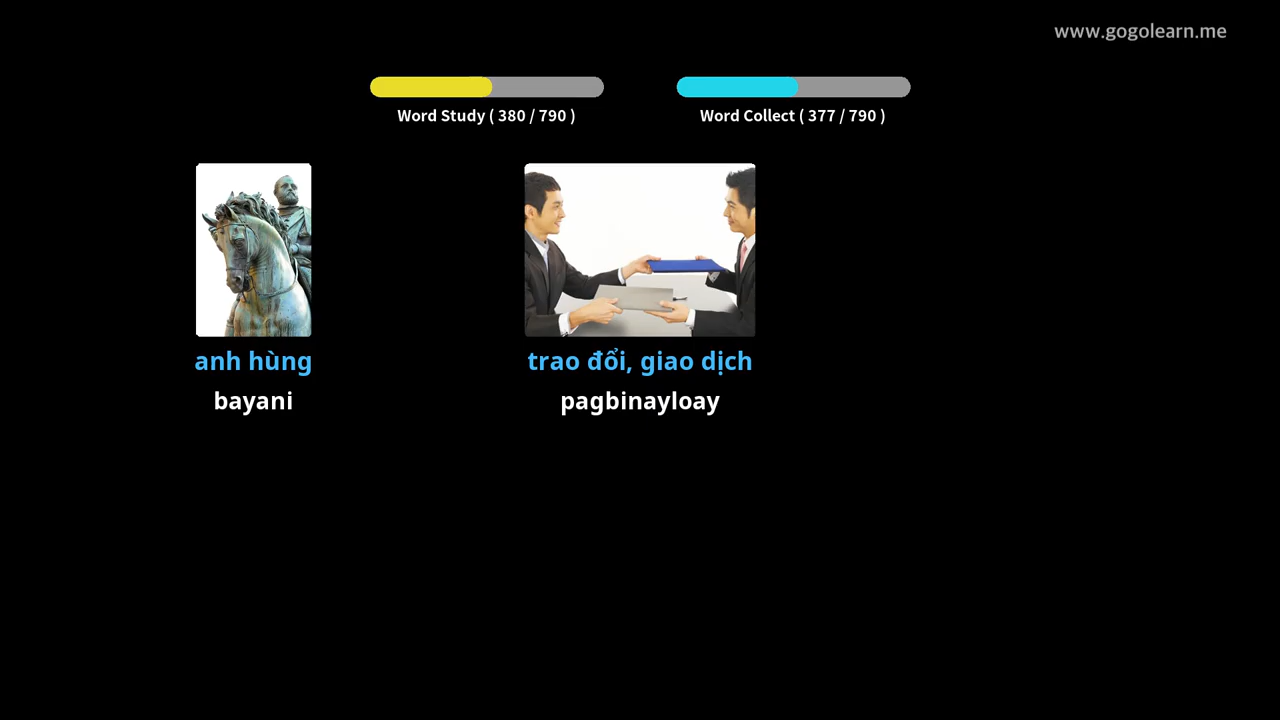 www.gogolearn.me
Word Study ( 380 / 790 )
Word Collect ( 377 / 790 )
anh hùng
bayani
trao đổi, giao dịch
pagbinayloay